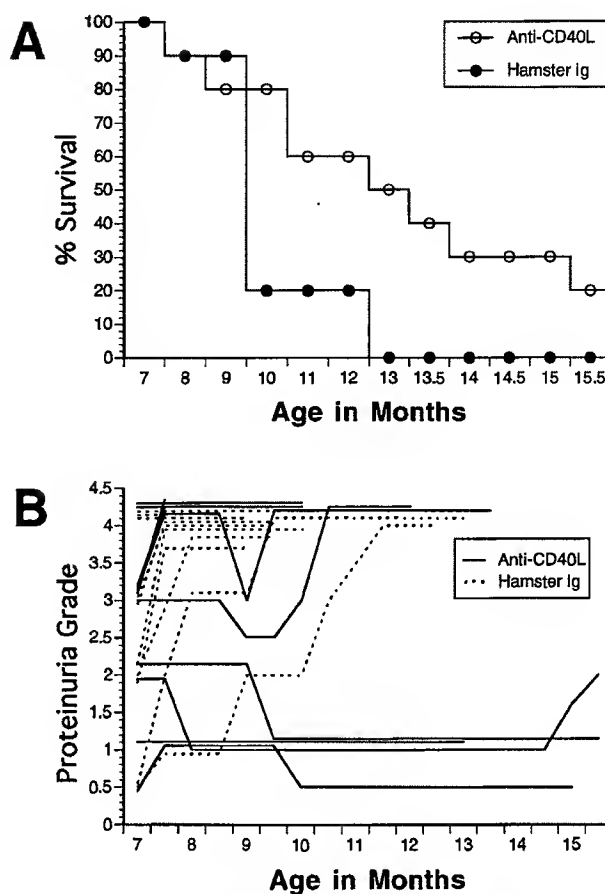 A
% Survival
100
90
80
70
60
50
40
30
20
10
0
Anti-CD40L
Hamster Ig
7 8 9 10 11 12 13 13.5 14 14.5 15 15.5
Age in Months
B
Proteinuria Grade
4.5
4
3.5
3
2.5
2
1.5
1
0.5
0
Anti-CD40L
Hamster Ig
7 8 9 10 11 12 13 14 15
Age in Months